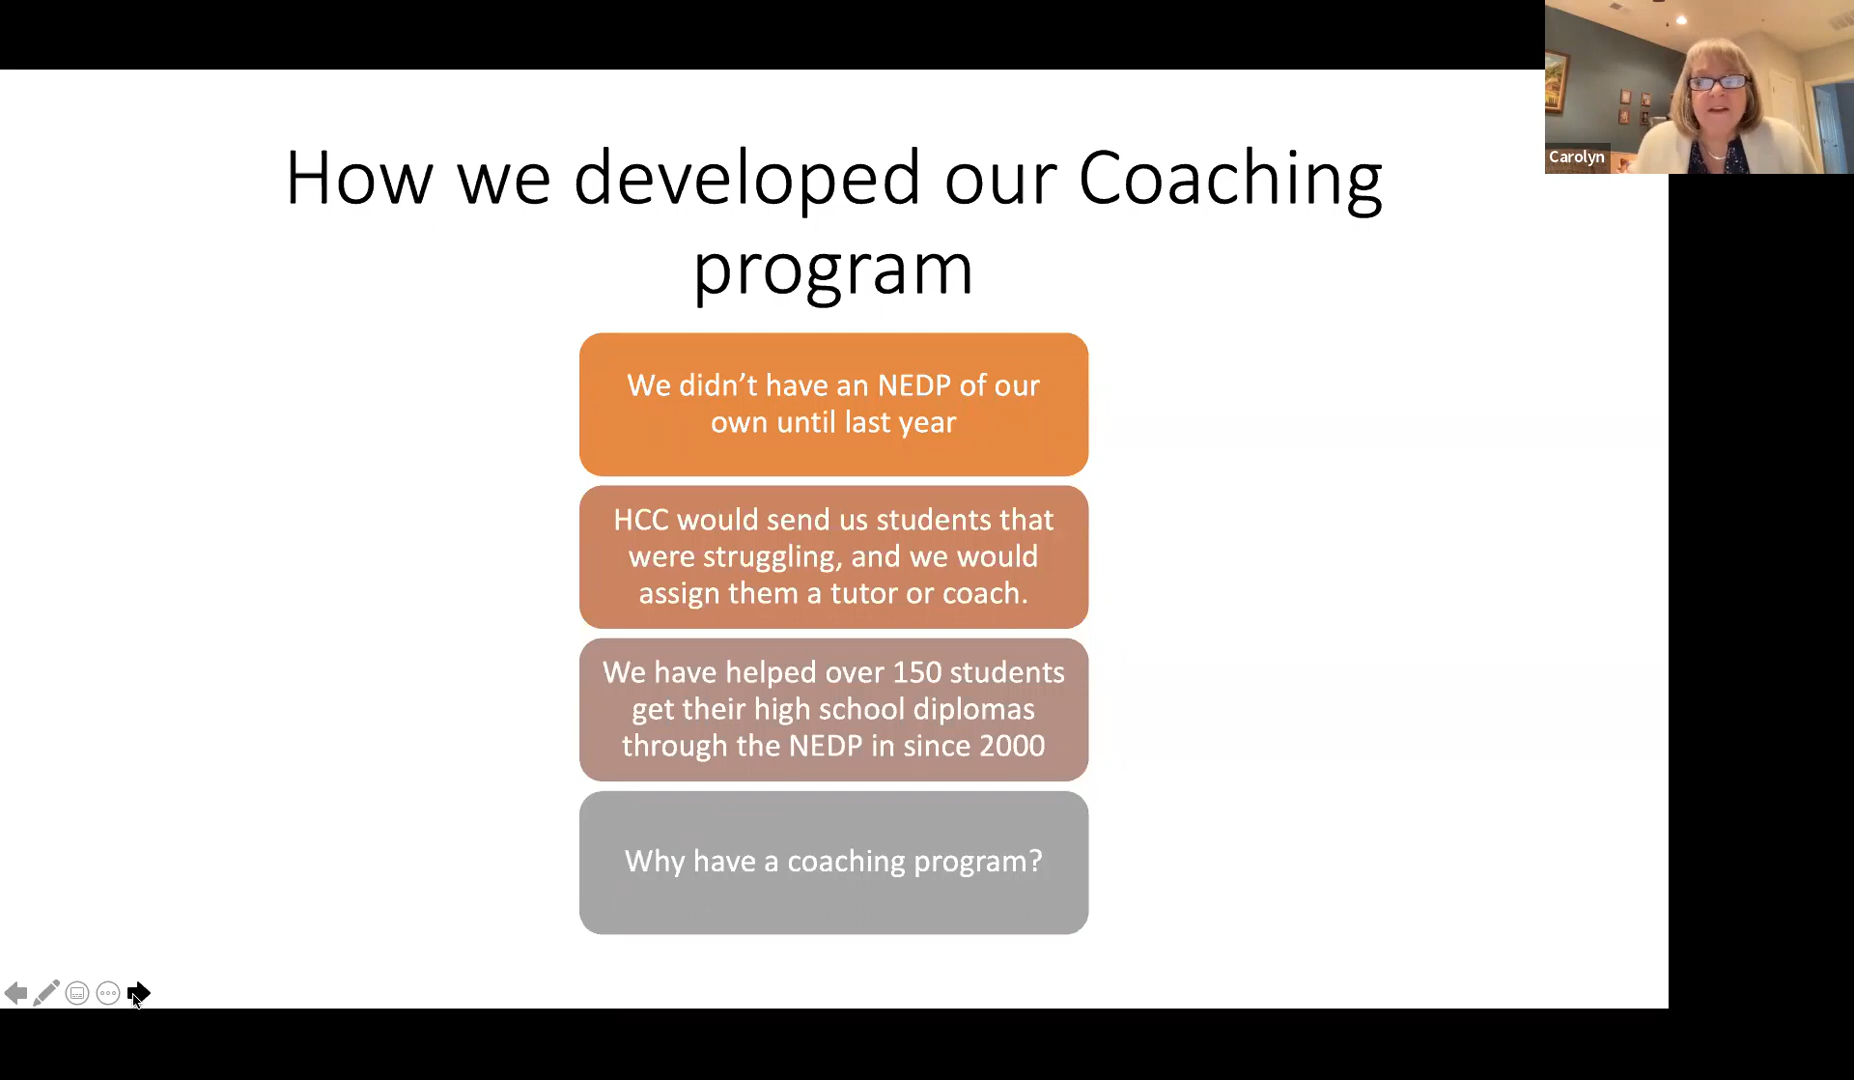 How we developed our Coaching
program
We didn’t have an NEDP of our
own until last year
HCC would send us students that
were struggling, and we would
assign them a tutor or coach.
We have helped over 150 students
get their high school diplomas
through the NEDP in since 2000
Why have a coaching program?
Carolyn